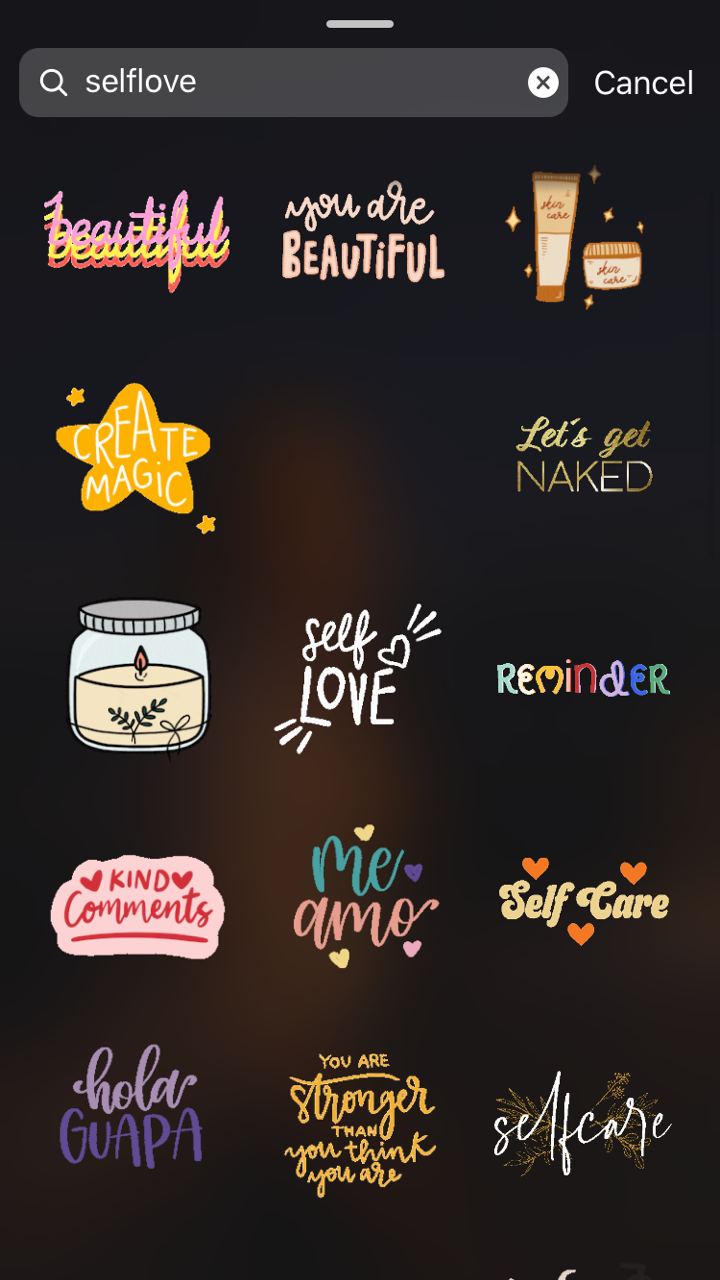 selflove
Cancel
beautiful
you are
BEAUTiFUL
skin
care
skin
care
CREATE
MAGiC
Let's get
NAKED
self
LOVE
REMiNDER
KIND
Comments
me
amo
Self Care
hola
GUAPA
YOU ARE
stronger
THAN
you think
you are
selfcare